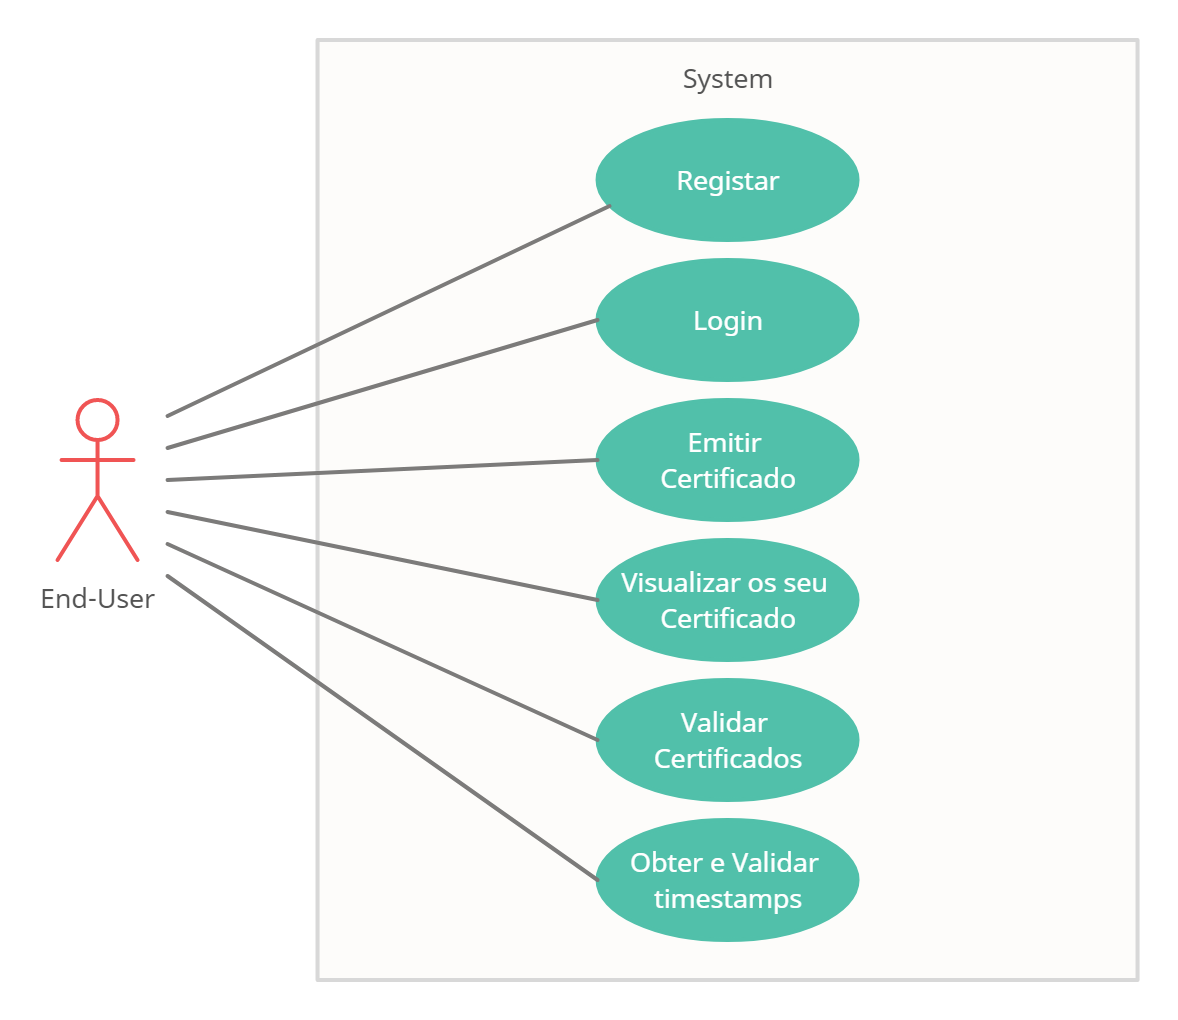 System
Registar
Login
Emitir
Certificado
Visualizar os seu
Certificado
Validar
Certificados
Obter e Validar
timestamps
End-User